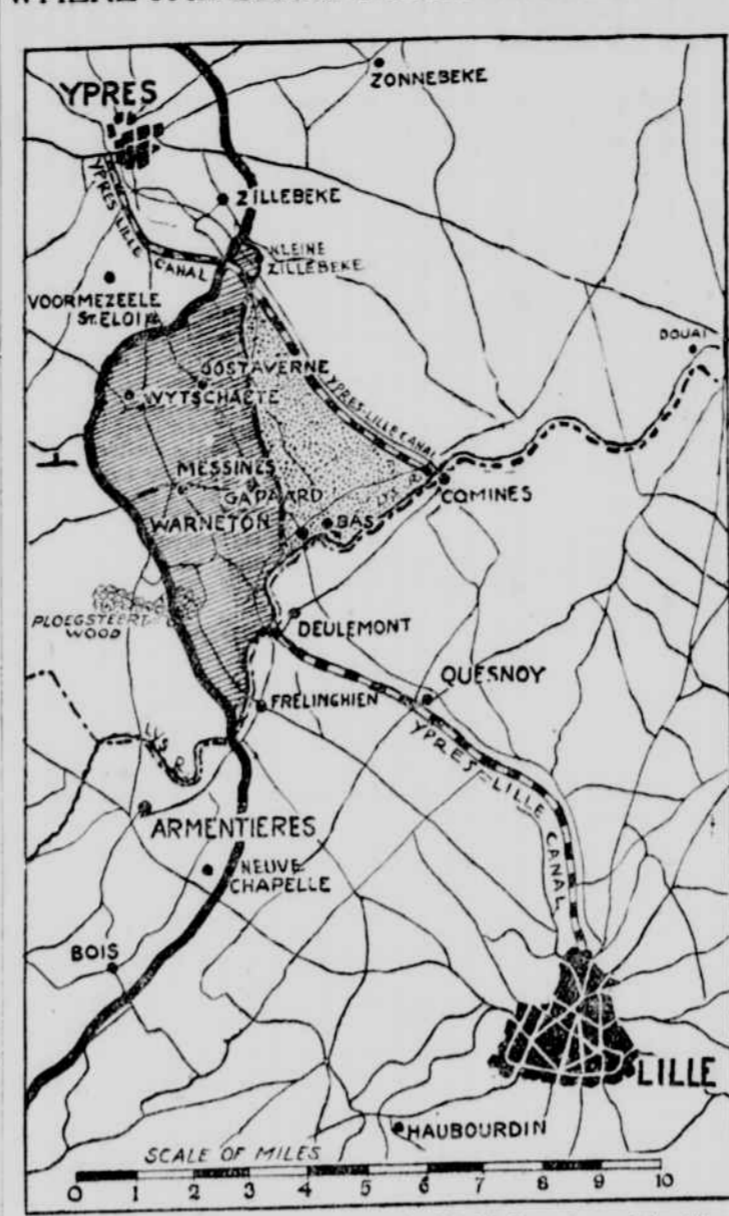 YPRES
ZONNEBEKE
ZILLEBEKE
YPRES-LILLE
CANAL
KLEINE
ZILLEBEKE
VOORMEZEELE
ST. ELOI
DOUAI
OOSTAVERNE
WYTSCHAETE
YPRES-LILLE CANAL
MESSINES
GAPAARD
COMINES
WARNETON
BAS
PLOEGSTEERT
WOOD
DEULEMONT
QUESNOY
FRELINGHIEN
LYS R.
YPRES-LILLE CANAL
ARMENTIERES
NEUVE
CHAPELLE
BOIS
LILLE
HAUBOURDIN
SCALE OF MILES
0 1 2 3 4 5 6 7 8 9 10